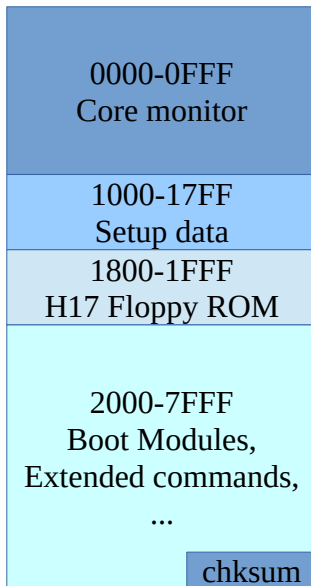 0000-0FFF
Core monitor
1000-17FF
Setup data
1800-1FFF
H17 Floppy ROM
2000-7FFF
Boot Modules,
Extended commands,
...
chksum